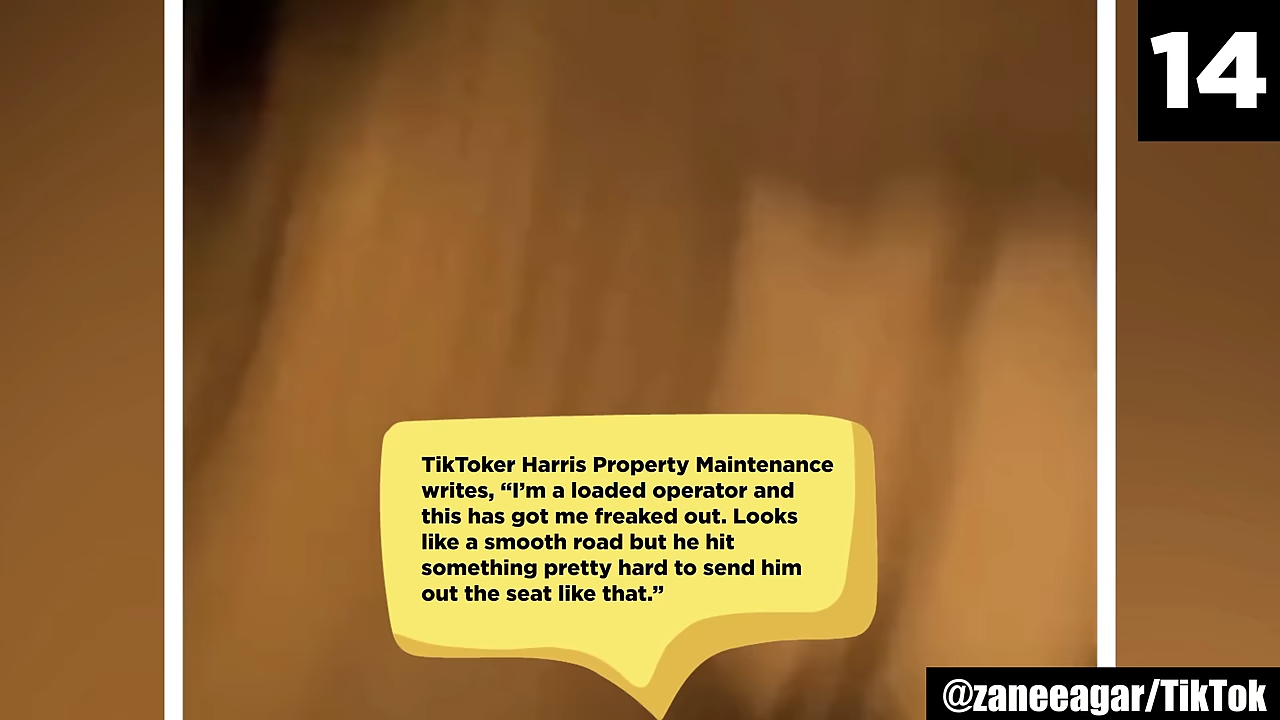 14
TikToker Harris Property Maintenance
writes, “I’m a loaded operator and
this has got me freaked out. Looks
like a smooth road but he hit
something pretty hard to send him
out the seat like that.”
@zaneeagar/TikTok